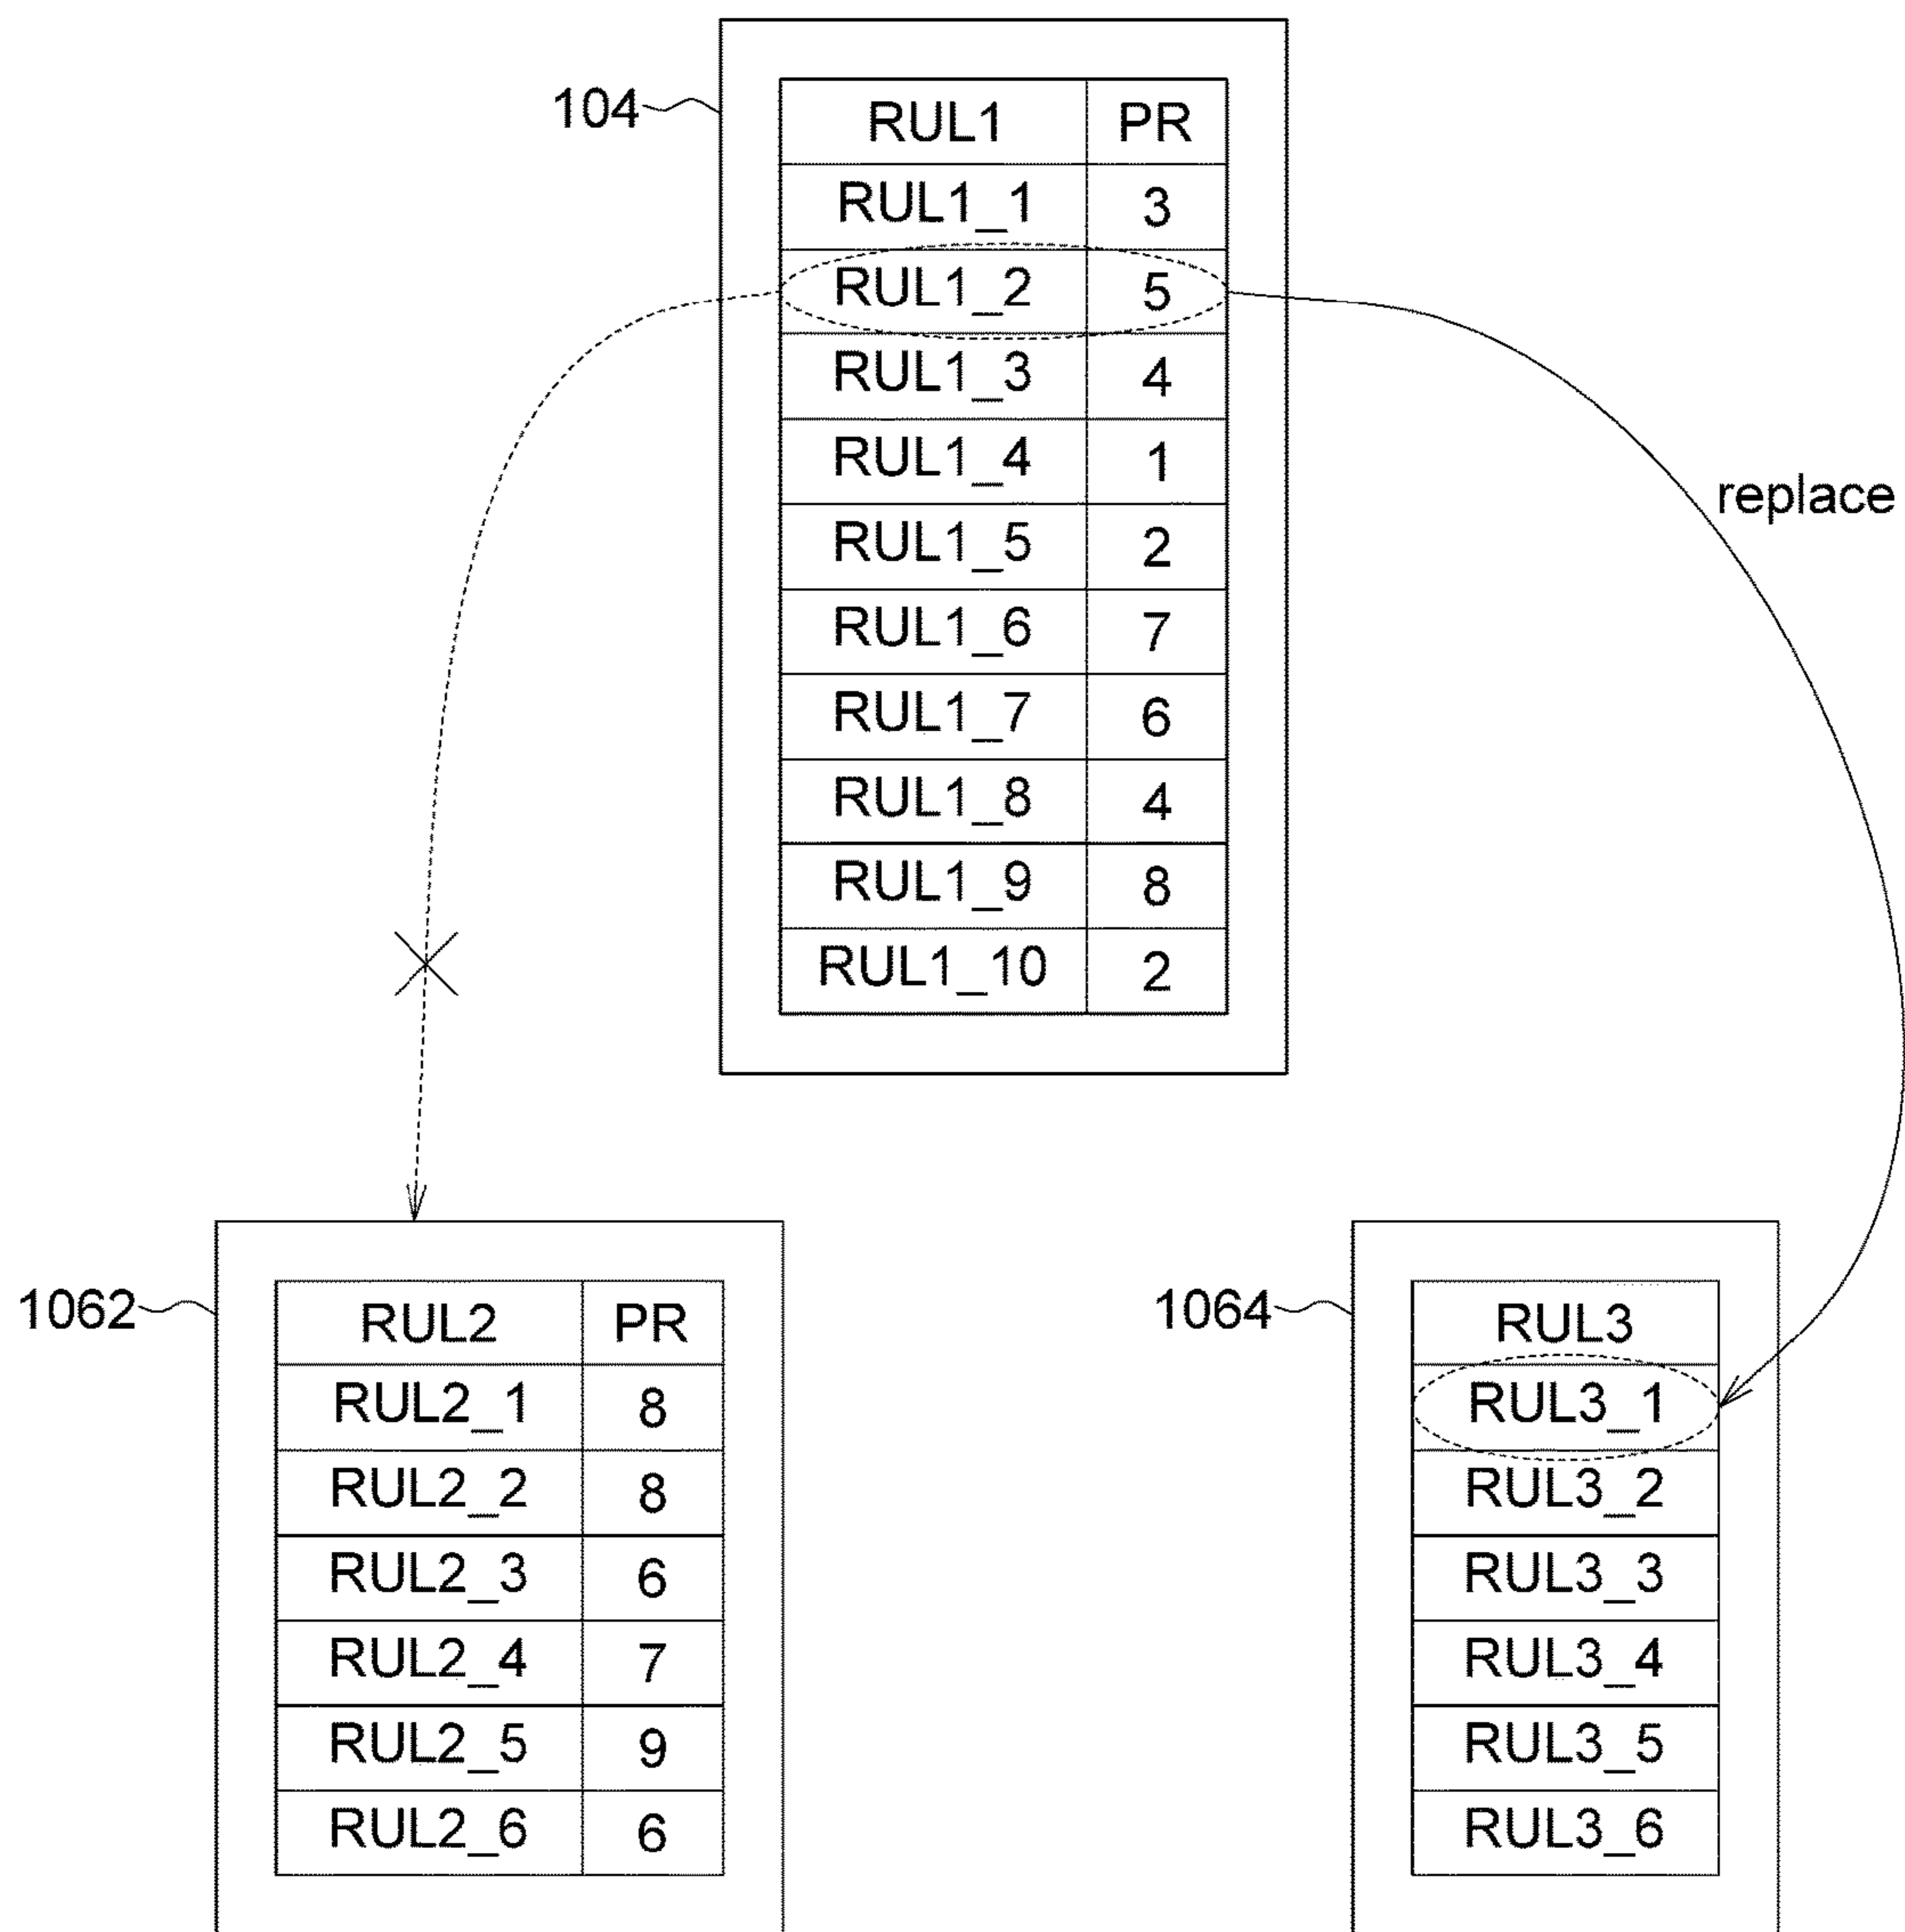 104
RUL1 PR
RUL1_1 3
RUL1_2 5
RUL1_3 4
RUL1_4 1
RUL1_5 2
RUL1_6 7
RUL1_7 6
RUL1_8 4
RUL1_9 8
RUL1_10 2
replace
1062
RUL2 PR
RUL2_1 8
RUL2_2 8
RUL2_3 6
RUL2_4 7
RUL2_5 9
RUL2_6 6
1064
RUL3
RUL3_1
RUL3_2
RUL3_3
RUL3_4
RUL3_5
RUL3_6